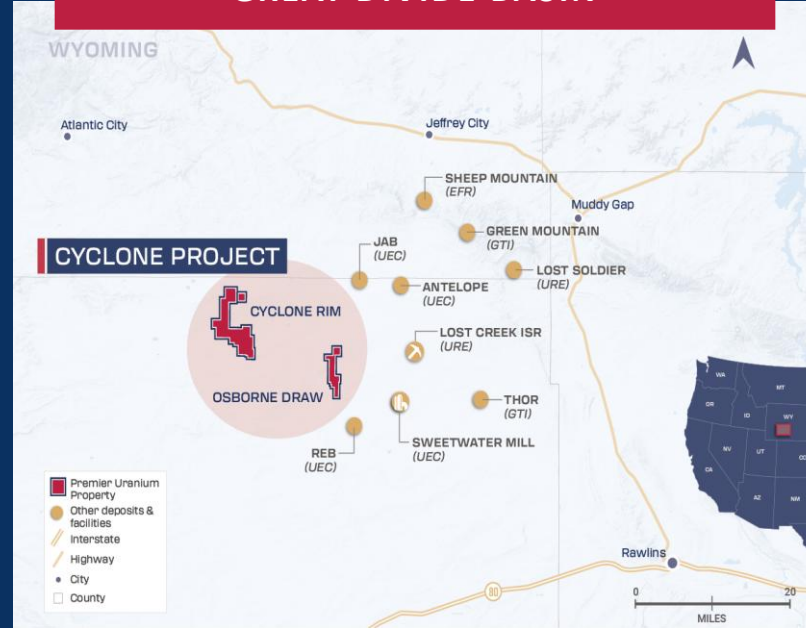 GREAT DIVIDE BASIN
WYOMING
Atlantic City
Jeffrey City
SHEEP MOUNTAIN
(EFR)
Muddy Gap
GREEN MOUNTAIN
(GTI)
JAB
(UEC)
LOST SOLDIER
(URE)
CYCLONE PROJECT
ANTELOPE
(UEC)
CYCLONE RIM
LOST CREEK ISR
(URE)
OSBORNE DRAW
THOR
(GTI)
SWEETWATER MILL
(UEC)
REB
(UEC)
Premier Uranium
Property
Other deposits &
facilities
Interstate
Highway
City
County
Rawlins
80
0 20
MILES
WA
MT
OR
ID
WY
NV
UT
CO
CA
AZ
NM